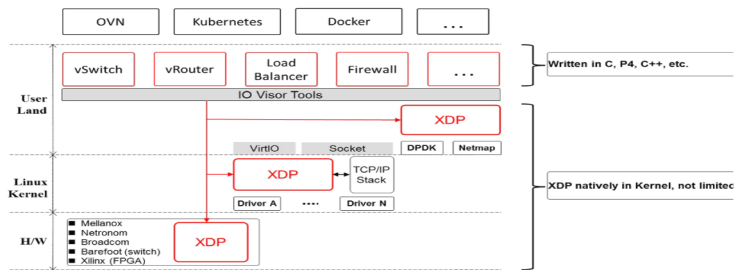 OVN
Kubernetes
Docker
...
vSwitch
vRouter
Load
Balancer
Firewall
...
Written in C, P4, C++, etc.
User
Land
IO Visor Tools
XDP
VirtIO
Socket
DPDK
Netmap
Linux
Kernel
XDP
TCP/IP
Stack
XDP natively in Kernel, not limited
Driver A
....
Driver N
H/W
Mellanox
Netronom
Broadcom
Barefoot (switch)
Xilinx (FPGA)
XDP